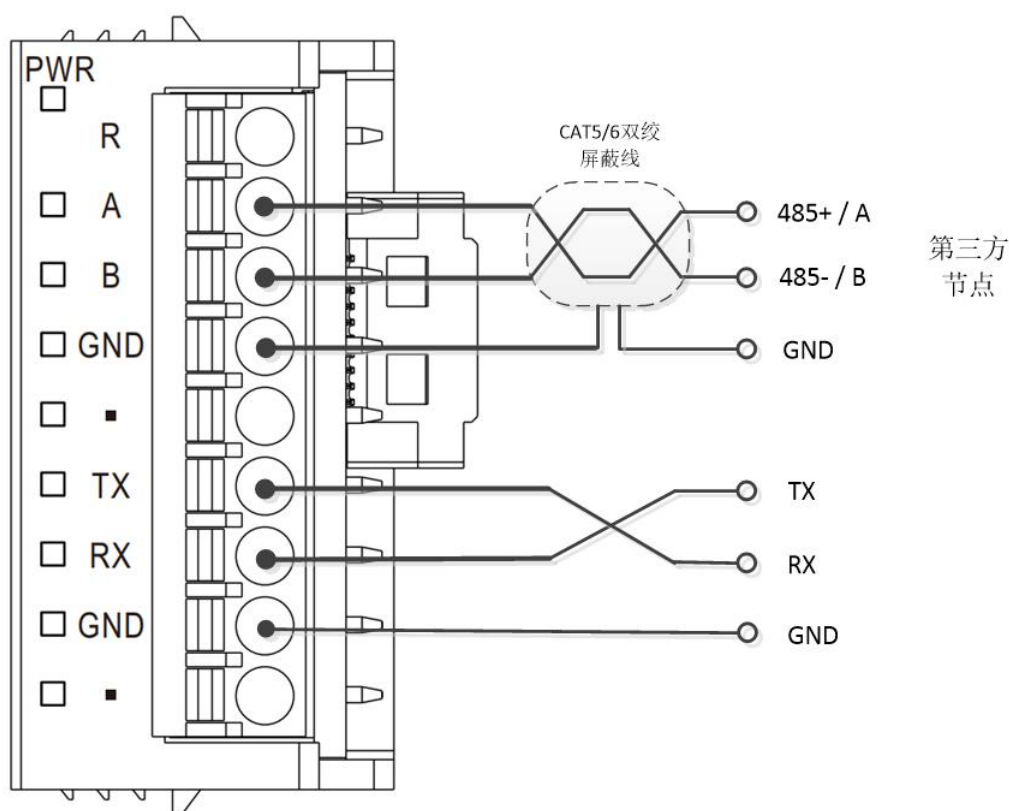 PWR
R
A
B
GND
TX
RX
GND
CAT5/6双绞
屏蔽线
485+ / A
485- / B
GND
第三方
节点
TX
RX
GND